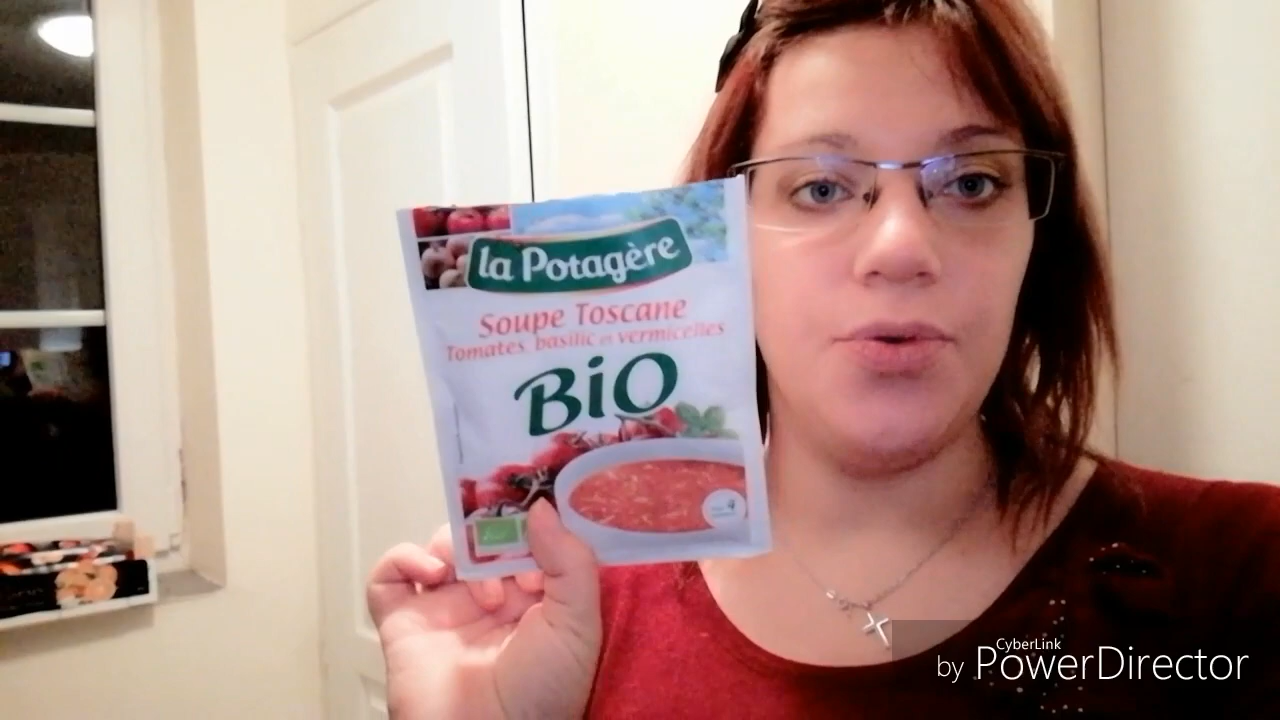 la Potagère
Soupe Toscane
Tomates basilic et vermicelles
BiO
CyberLink
by PowerDirector